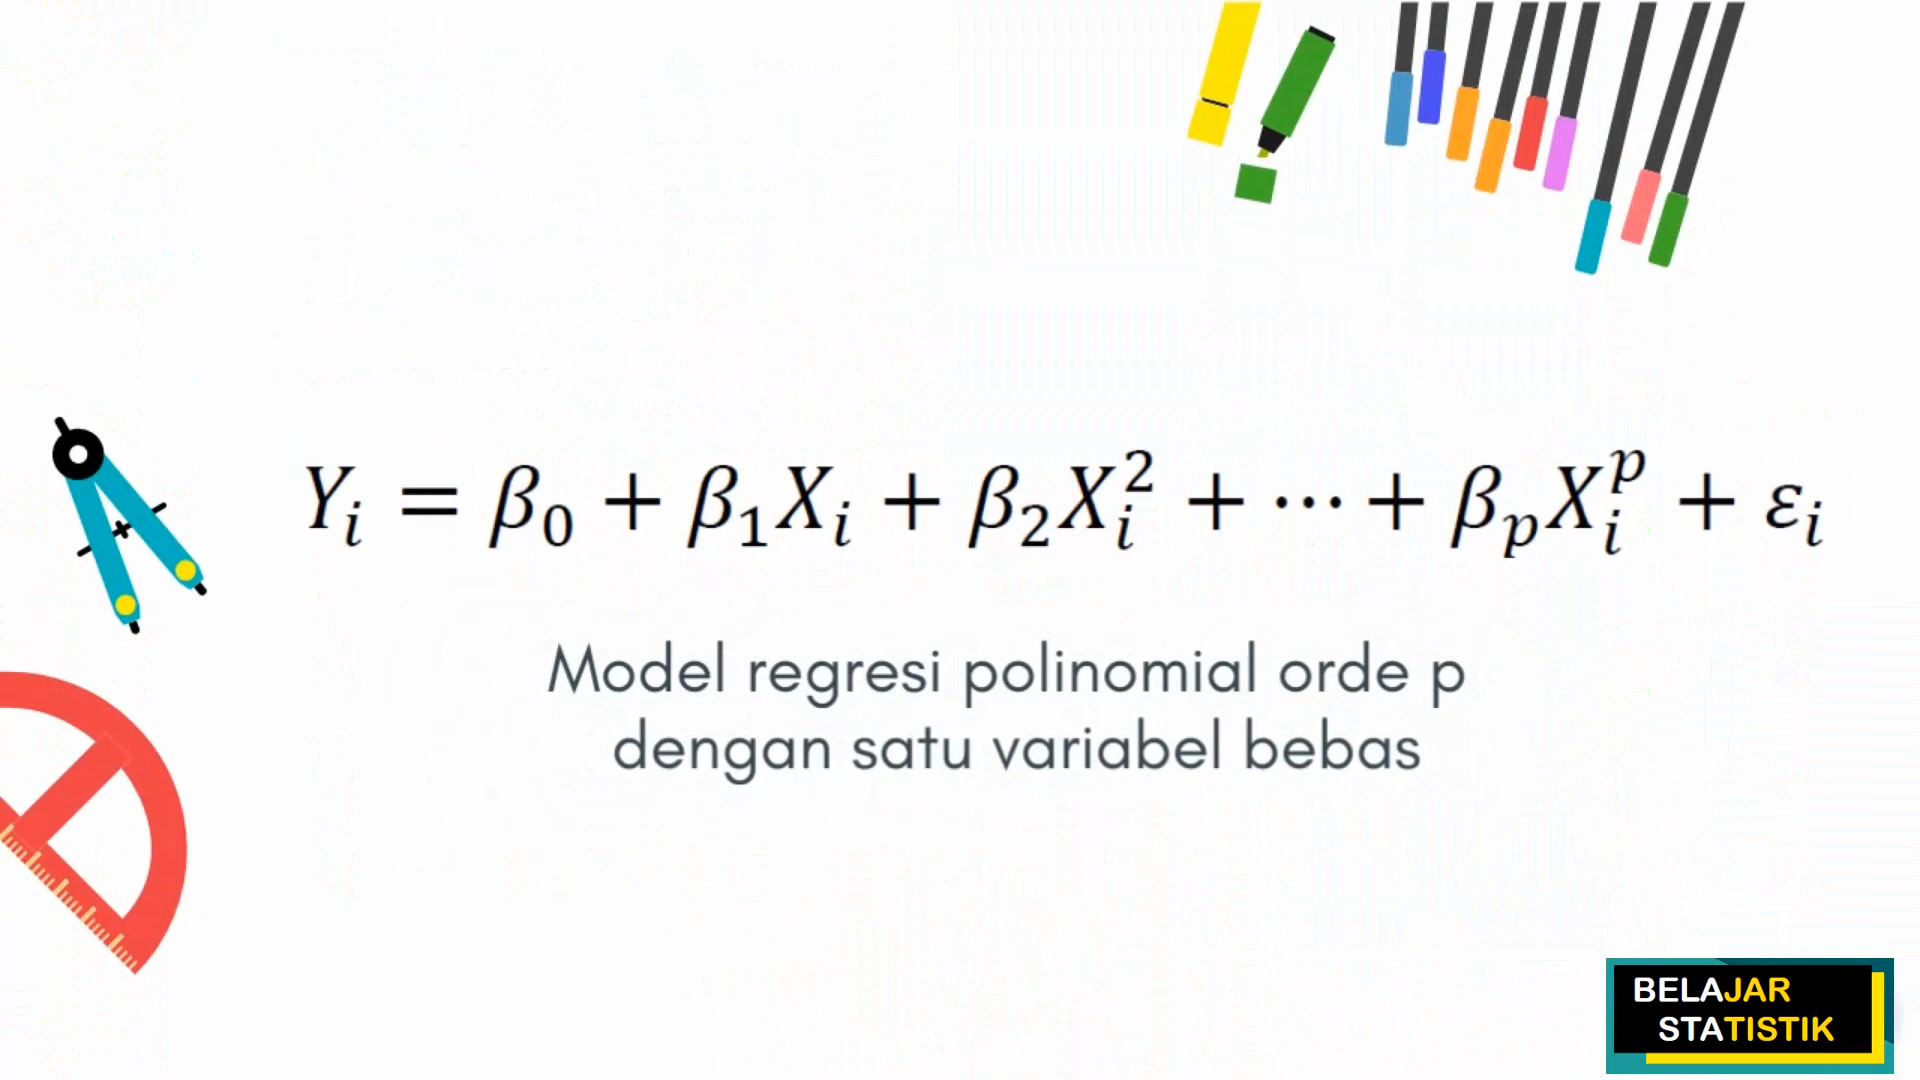 Yᵢ = β₀ + β₁Xᵢ + β₂Xᵢ² + ⋯ + βₚXᵢᵖ + εᵢ
Model regresi polinomial orde p
dengan satu variabel bebas
BELAJAR
STATISTIK